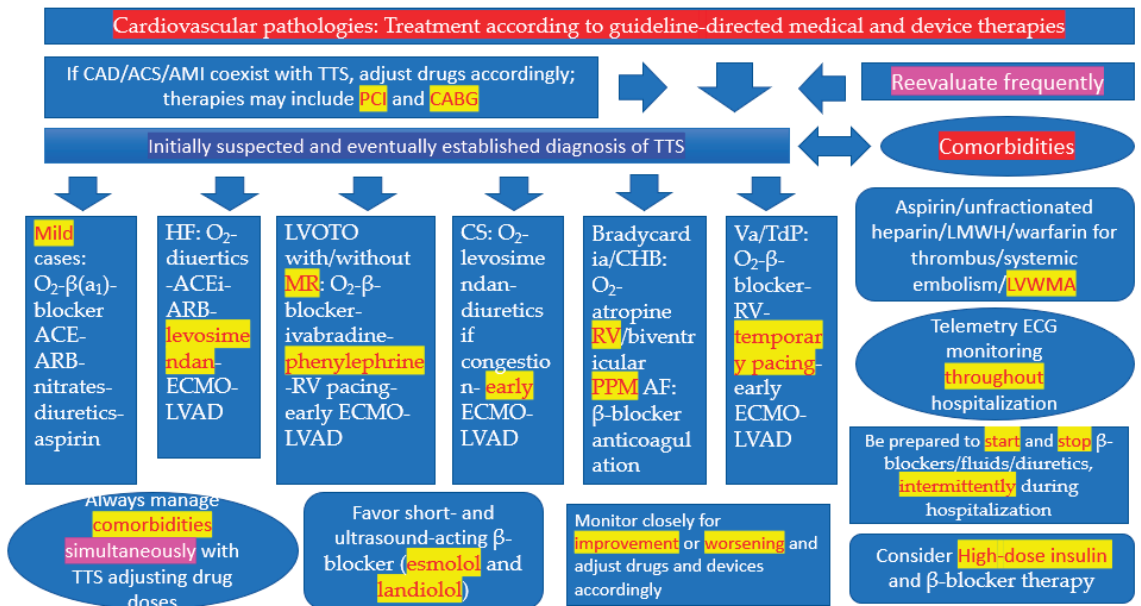 Cardiovascular pathologies: Treatment according to guideline-directed medical and device therapies
If CAD/ACS/AMI coexist with TTS, adjust drugs accordingly;
therapies may include PCI and CABG
Reevaluate frequently
Initially suspected and eventually established diagnosis of TTS
Comorbidities
Mild
cases:
O₂-β(a₁)-
blocker
ACE-
ARB-
nitrates-
diuretics-
aspirin
HF: O₂-
diuertics
-ACEi-
ARB-
levosime
ndan-
ECMO-
LVAD
LVOTO
with/without
MR: O₂-β-
blocker-
ivabradine-
phenylephrine
-RV pacing-
early ECMO-
LVAD
CS: O₂-
levosime
ndan-
diuretics
if
congestio
n- early
ECMO-
LVAD
Bradycard
ia/CHB:
O₂-
atropine
RV/biventr
icular
PPM AF:
β-blocker
anticoagul
ation
Va/TdP:
O₂-β-
blocker-
RV-
temporar
y pacing-
early
ECMO-
LVAD
Aspirin/unfractionated
heparin/LMWH/warfarin for
thrombus/systemic
embolism/LVWMA
Telemetry ECG
monitoring
throughout
hospitalization
Be prepared to start and stop β-
blockers/fluids/diuretics,
intermittently during
hospitalization
Always manage
comorbidities
simultaneously with
TTS adjusting drug
doses
Favor short- and
ultrasound-acting β-
blocker (esmolol and
landiolol)
Monitor closely for
improvement or worsening and
adjust drugs and devices
accordingly
Consider High-dose insulin
and β-blocker therapy